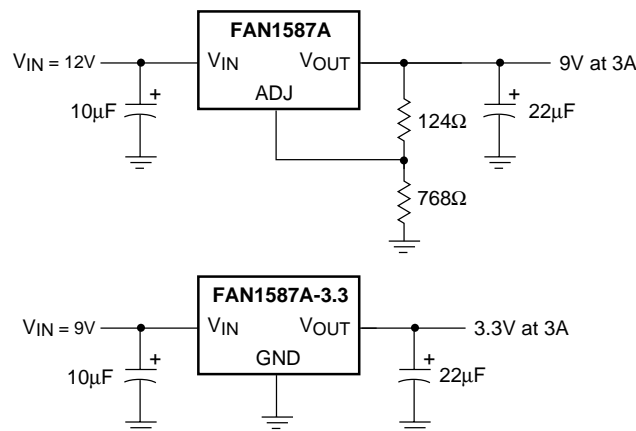 FAN1587A
VIN = 12V
VIN
VOUT
9V at 3A
10μF
+
ADJ
124Ω
+
22μF
768Ω
FAN1587A-3.3
VIN = 9V
VIN
VOUT
3.3V at 3A
10μF
+
GND
+
22μF